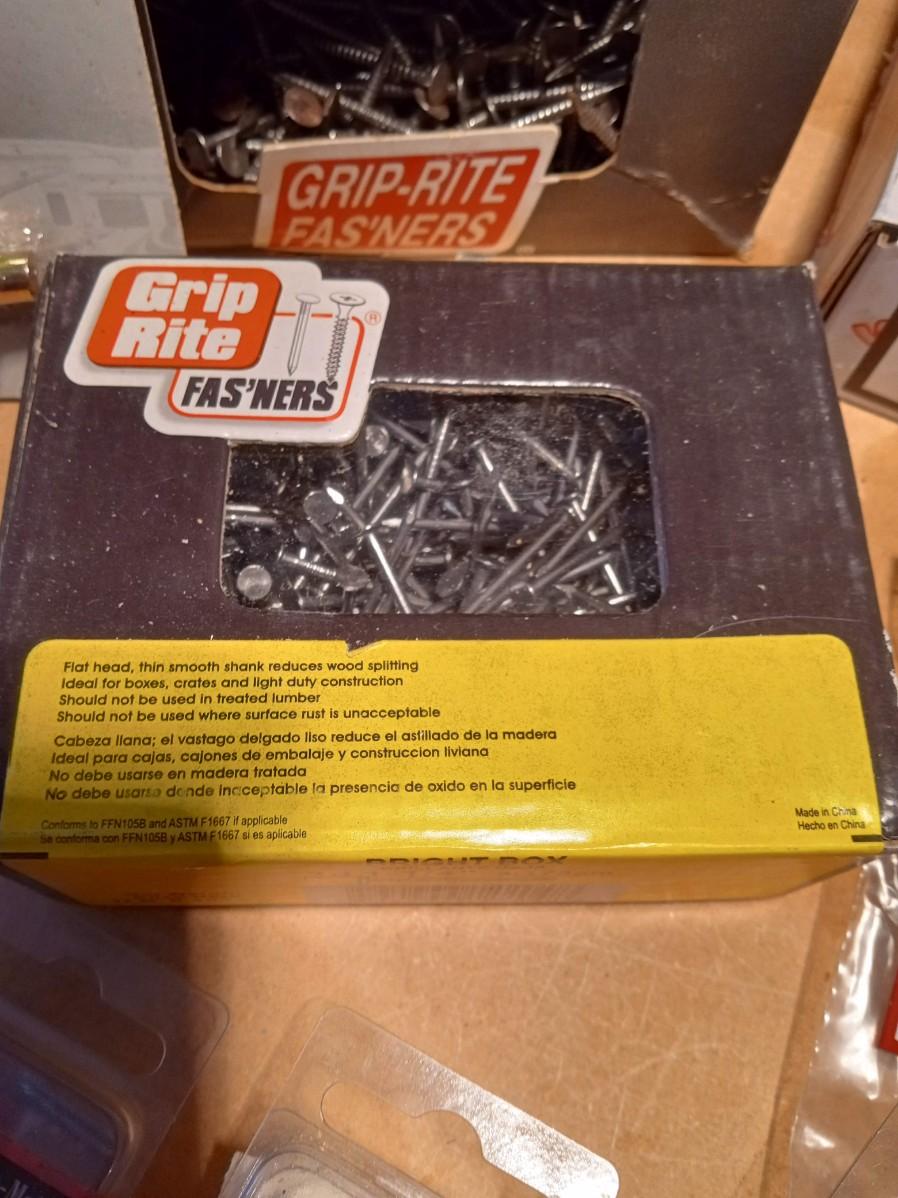 GRIP-RITE
FAS'NERS
Grip
Rite
®
FAS'NERS
Flat head, thin smooth shank reduces wood splitting
Ideal for boxes, crates and light duty construction
Should not be used in treated lumber
Should not be used where surface rust is unacceptable
Cabeza llana; el vastago delgado liso reduce el astillado de la madera
Ideal para cajas, cajones de embalaje y construccion liviana
No debe usarse en madera tratada
No debe usarse donde inaceptable la presencia de oxido en la superficie
Conforms to FFN105B and ASTM F1667 if applicable
Se conforma con FFN105B y ASTM F1667 si es aplicable
Made in China
Hecho en China
BRIGHT BOX